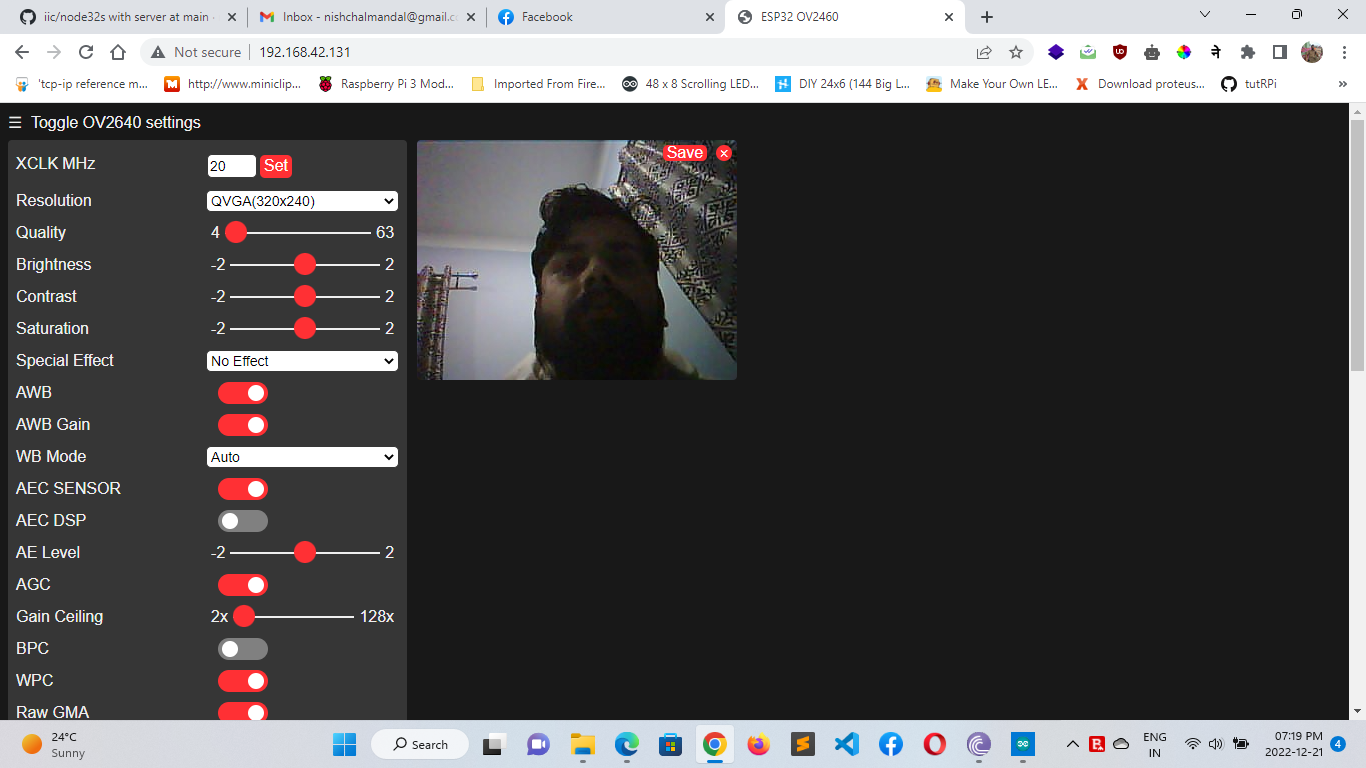 iic/node32s with server at main
Inbox - nishchalmandal@gmail.c
Facebook
ESP32 OV2460
Not secure
192.168.42.131
'tcp-ip reference m...
http://www.miniclip...
Raspberry Pi 3 Mod...
Imported From Fire...
48 x 8 Scrolling LED...
DIY 24x6 (144 Big L...
Make Your Own LE...
Download proteus...
tutRPi
»
☰ Toggle OV2640 settings
XCLK MHz 20 Set
Resolution QVGA(320x240)
Quality 4 63
Brightness -2 2
Contrast -2 2
Saturation -2 2
Special Effect No Effect
AWB
AWB Gain
WB Mode Auto
AEC SENSOR
AEC DSP
AE Level -2 2
AGC
Gain Ceiling 2x 128x
BPC
WPC
Raw GMA
Save ×
24°C
Sunny
Search
ENG
IN
07:19 PM
2022-12-21
4